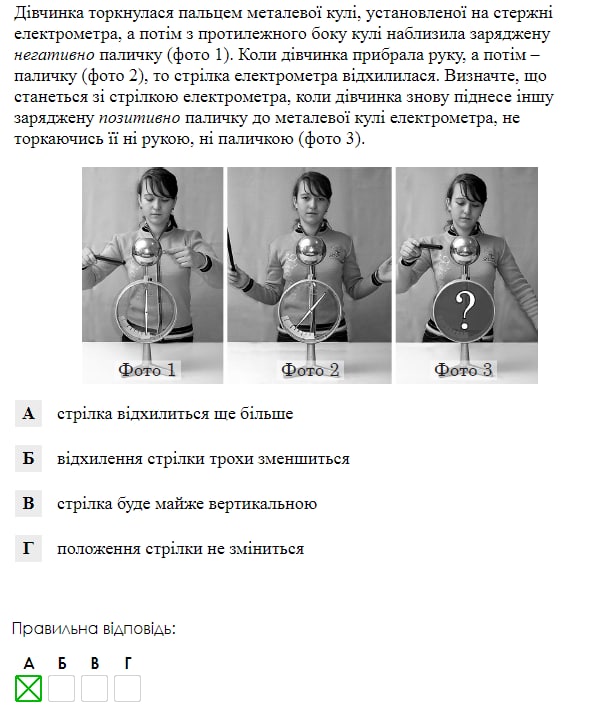 Дівчинка торкнулася пальцем металевої кулі, установленої на стержні
електрометра, а потім з протилежного боку кулі наблизила заряджену
негативно паличку (фото 1). Коли дівчинка прибрала руку, а потім –
паличку (фото 2), то стрілка електрометра відхилилася. Визначте, що
станеться зі стрілкою електрометра, коли дівчинка знову піднесе іншу
заряджену позитивно паличку до металевої кулі електрометра, не
торкаючись її ні рукою, ні паличкою (фото 3).
?
Фото 1 Фото 2 Фото 3
А стрілка відхилиться ще більше
Б відхилення стрілки трохи зменшиться
В стрілка буде майже вертикальною
Г положення стрілки не зміниться
Правильна відповідь:
А Б В Г